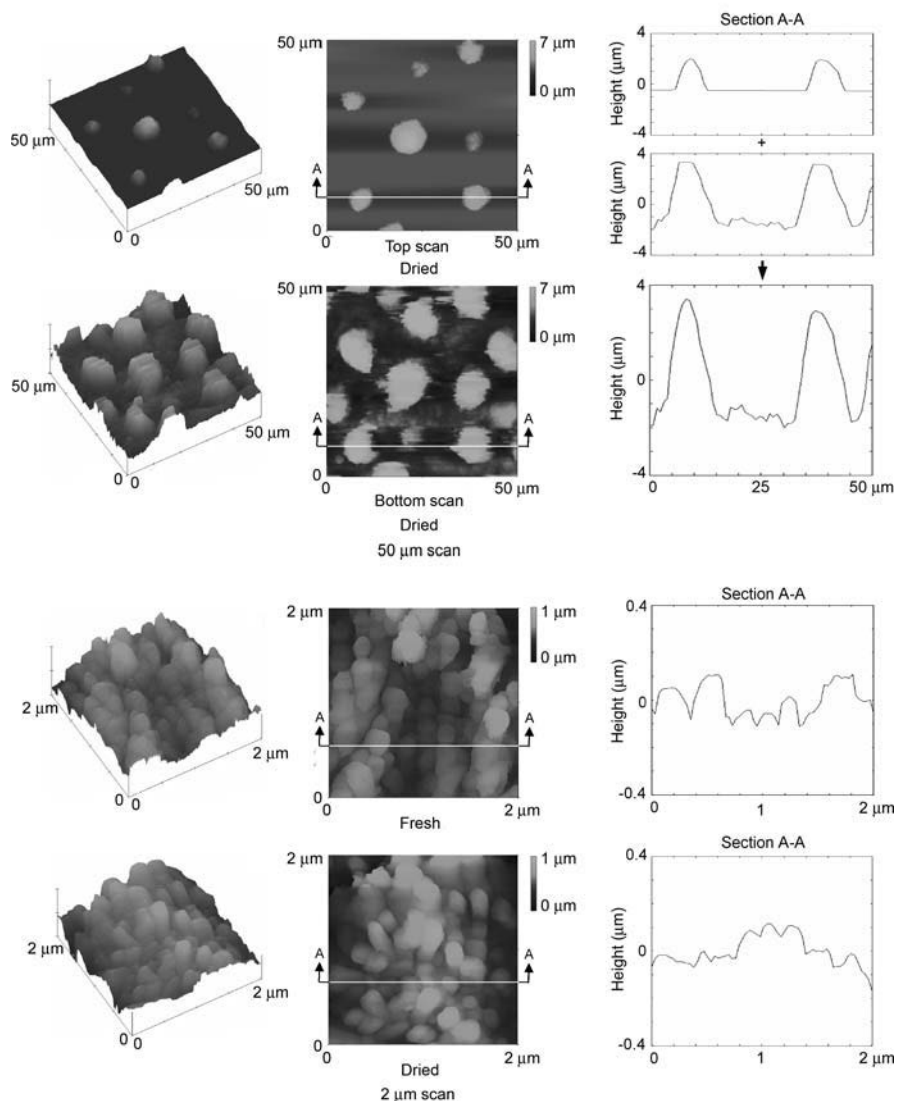 Section A-A
4
0
4
Height (µm)
+
4
0
4
Height (µm)
4
0
-4
Height (µm)
0
25
50 µm
50 µm
50 µm
0
0
50 µm
7 µm
0 µm
A
A
0
50 µm
Top scan
Dried
50 µm
50 µm
0
0
50 µm
7 µm
0 µm
A
A
0
0
50 µm
Bottom scan
Dried
50 µm scan
2 µm
2 µm
0
0
2 µm
1 µm
0 µm
A
A
0
0
2 µm
Fresh
Section A-A
0.4
0
-0.4
Height (µm)
0
1
2 µm
2 µm
2 µm
0
0
2 µm
1 µm
0 µm
A
A
0
0
2 µm
Dried
2 µm scan
Section A-A
0.4
0
-0.4
Height (µm)
0
1
2 µm